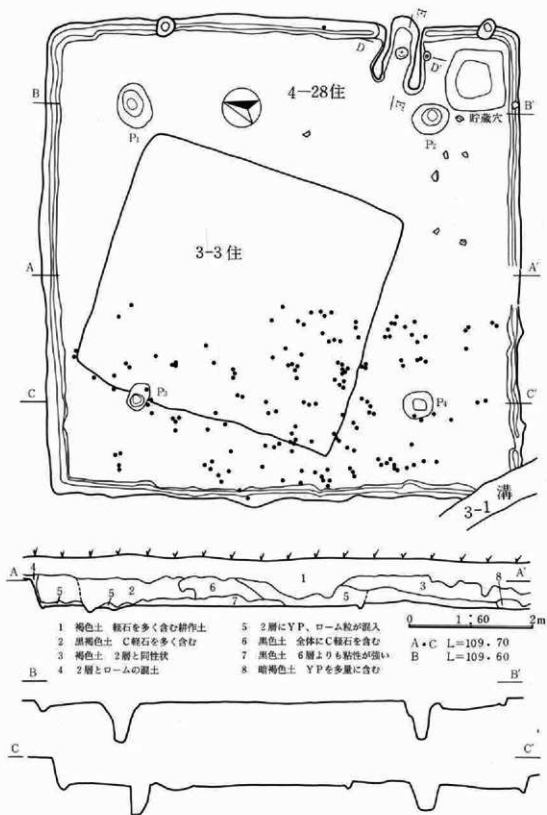 E
D
D'
E'
4-28住
B
B'
P₁
P₂
貯蔵穴
3-3住
A
A'
C
P₃
P₄
C'
溝
3-1
A
4
5
5
2
6
7
1
5
3
8
A'
1 褐色土 軽石を多く含む耕作土
2 黒褐色土 C軽石を多く含む
3 褐色土 2層と同性状
4 2層とロームの混土
5 2層にYP、ローム粒が混入
6 黒色土 全体にC軽石を含む
7 黒色土 6層よりも粘性が強い
8 暗褐色土 YPを多量に含む
0 1:60 2m
A・C L=109.70
B L=109.60
B
B'
C
C'